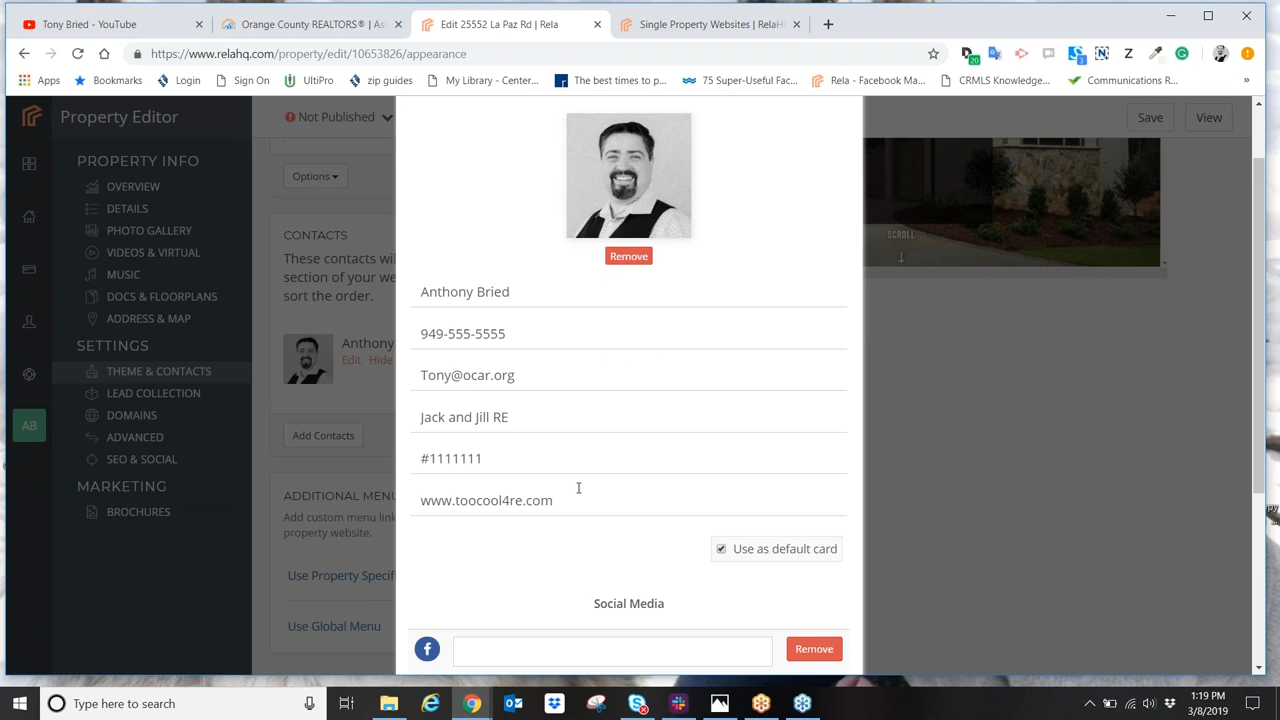 Tony Bried - YouTube
Orange County REALTORS® | Ass
Edit 25552 La Paz Rd | Rela
Single Property Websites | RelaH
https://www.relahq.com/property/edit/10653826/appearance
20
3
Apps
Bookmarks
Login
Sign On
UltiPro
zip guides
My Library - Center...
The best times to p...
75 Super-Useful Fac...
Rela - Facebook Ma...
CRMLS Knowledge...
Communications R...
»
Property Editor
Not Published
Save
View
PROPERTY INFO
OVERVIEW
DETAILS
PHOTO GALLERY
VIDEOS & VIRTUAL
MUSIC
DOCS & FLOORPLANS
ADDRESS & MAP
SETTINGS
THEME & CONTACTS
LEAD COLLECTION
DOMAINS
ADVANCED
SEO & SOCIAL
MARKETING
BROCHURES
AB
Options
CONTACTS
These contacts wil
section of your we
sort the order.
Anthony
Edit Hide
Add Contacts
ADDITIONAL MENU
Add custom menu link
property website.
Use Property Specif
Use Global Menu
SCROLL
Remove
Anthony Bried
949-555-5555
Tony@ocar.org
Jack and Jill RE
#1111111
www.toocool4re.com
Use as default card
Social Media
Remove
Type here to search
1:19 PM
3/8/2019